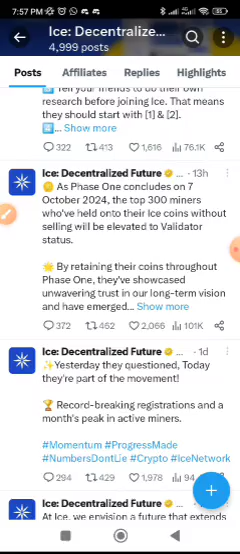 7:57 PM
Ice: Decentralize...
4,999 posts
Posts Affiliates Replies Highlights
Tell your friends to do their own
research before joining Ice. That means
they should start with [1] & [2].
... Show more
322 413 1,616 76.1K
Ice: Decentralized Future ... · 13h
As Phase One concludes on 7
October 2024, the top 300 miners
who've held onto their Ice coins without
selling will be elevated to Validator
status.
By retaining their coins throughout
Phase One, they've showcased
unwavering trust in our long-term vision
and have emerged... Show more
372 462 2,066 101K
Ice: Decentralized Future ... · 1d
✨Yesterday they questioned, Today
they're part of the movement!
🏆 Record-breaking registrations and a
month's peak in active miners.
#Momentum #ProgressMade
#NumbersDontLie #Crypto #IceNetwork
294 429 1,978 94
Ice: Decentralized Future ...
At Ice, we envision a future that extends